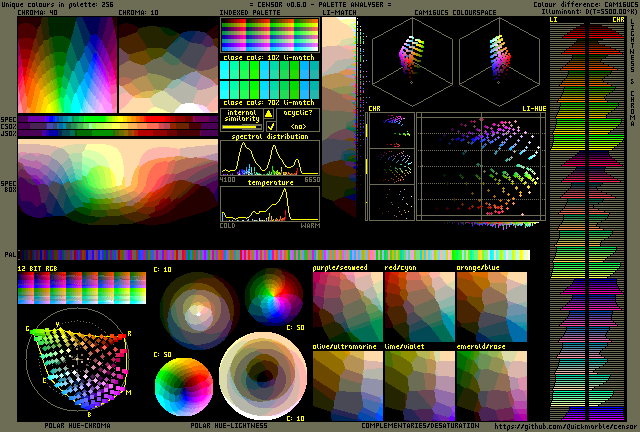 Unique colours in palette: 256
= CENSOR v0.6.0 - PALETTE ANALYSER =
Colour difference: CAM16UCS
CHROMA: 40
CHROMA: 10
INDEXED PALETTE
LI-MATCH
CAM16UCS COLOURSPACE
Illuminant: D(T=5500.00°K)
LI
CHR
LIGHTNESS & CHROMA
close cols: 10% li-match
close cols: 70% li-match
internal similarity
acyclic?
<no>
CHR
LI-HUE
SPEC
spectral distribution
4100
6650
SPEC
BOX
temperature
COLD
WARM
PAL
12 BIT RGB
C: 10
C: 50
C: 50
C: 10
purple/seaweed
red/cyan
orange/blue
olive/ultramarine
lime/violet
emerald/rose
Y
G
R
C
M
B
POLAR HUE-CHROMA
POLAR HUE-LIGHTNESS
COMPLEMENTARIES/DESATURATION
https://github.com/Quickmarble/censor